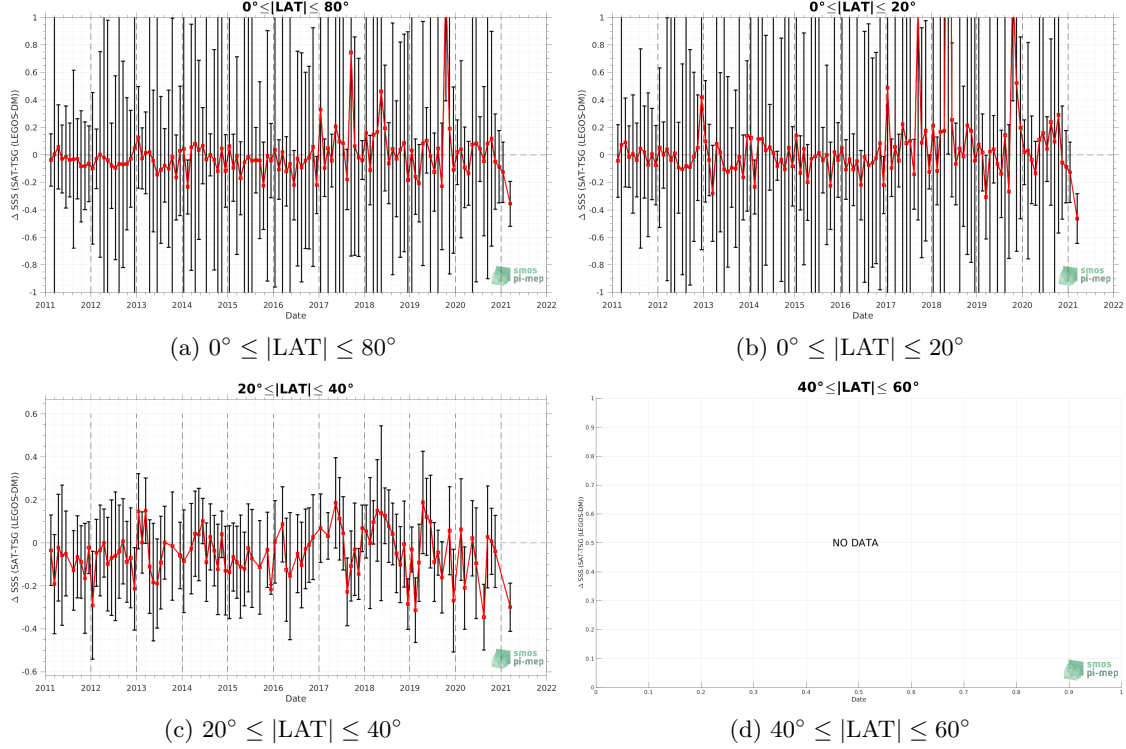 0°≤|LAT|≤ 80°
1
0.8
0.6
0.4
0.2
0
-0.2
-0.4
-0.6
-0.8
-1
Δ SSS (SAT-TSG (LEGOS-DM))
2011 2012 2013 2014 2015 2016 2017 2018 2019 2020 2021 2022
Date
smos
pi-mep
(a) 0° ≤ |LAT| ≤ 80°
0°≤|LAT|≤ 20°
1
0.8
0.6
0.4
0.2
0
-0.2
-0.4
-0.6
-0.8
-1
Δ SSS (SAT-TSG (LEGOS-DM))
2011 2012 2013 2014 2015 2016 2017 2018 2019 2020 2021 2022
Date
smos
pi-mep
(b) 0° ≤ |LAT| ≤ 20°
20°≤|LAT|≤ 40°
0.6
0.4
0.2
0
-0.2
-0.4
-0.6
Δ SSS (SAT-TSG (LEGOS-DM))
2011 2012 2013 2014 2015 2016 2017 2018 2019 2020 2021 2022
Date
smos
pi-mep
(c) 20° ≤ |LAT| ≤ 40°
40°≤|LAT|≤ 60°
1
0.9
0.8
0.7
0.6
0.5
0.4
0.3
0.2
0.1
0
Δ SSS (SAT-TSG (LEGOS-DM))
NO DATA
0 0.1 0.2 0.3 0.4 0.5 0.6 0.7 0.8 0.9 1
Date
smos
pi-mep
(d) 40° ≤ |LAT| ≤ 60°